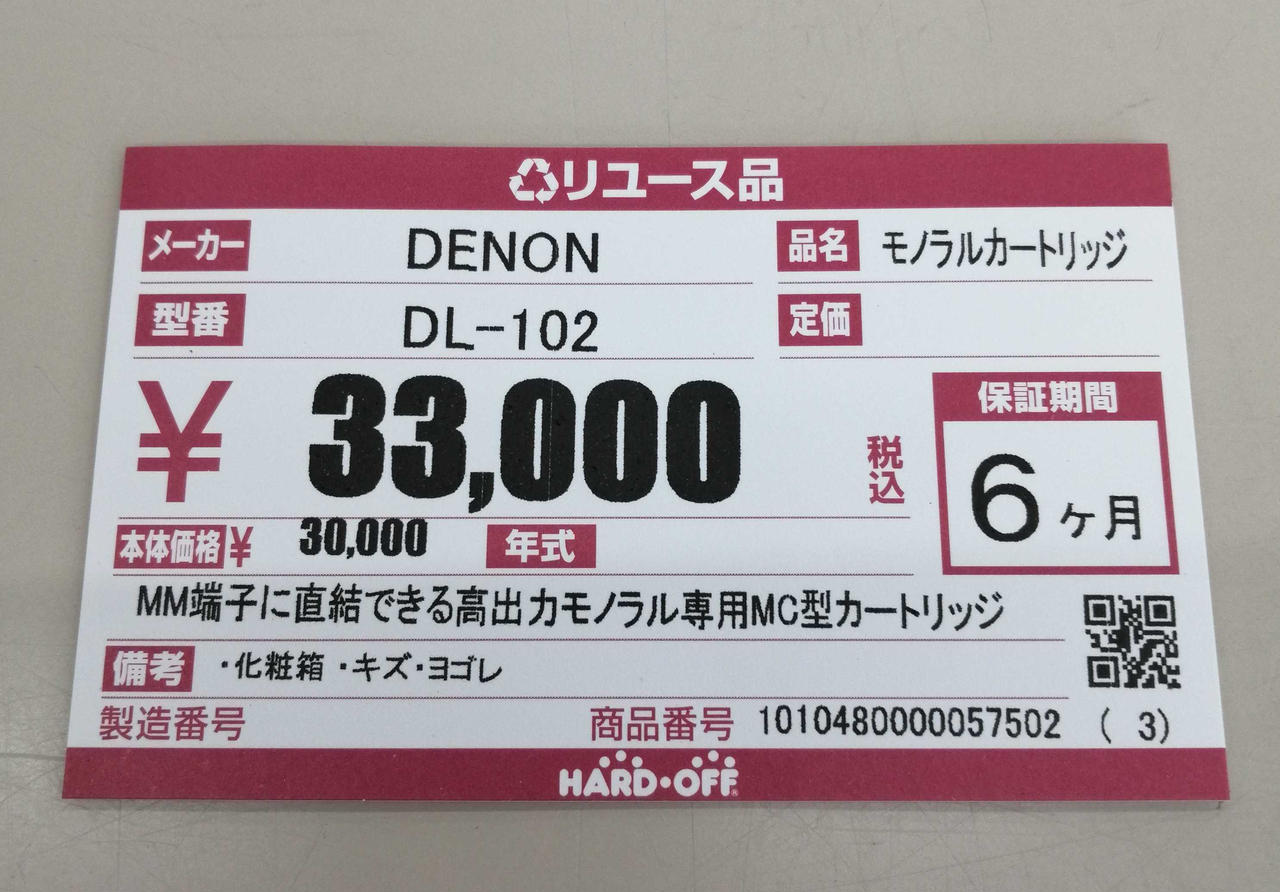 リユース品
メーカー DENON 品名 モノラルカートリッジ
型番 DL-102 定価
¥ 33,000 税込
保証期間
6ヶ月
本体価格 ¥ 30,000 年式
MM端子に直結できる高出力モノラル専用MC型カートリッジ
備考 ・化粧箱 ・キズ・ヨゴレ
製造番号 商品番号 1010480000057502 ( 3)
HARD・OFF®